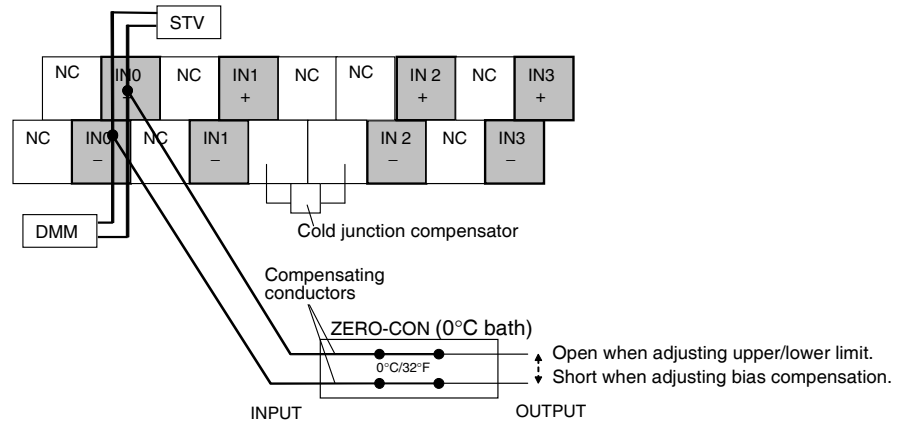 STV
NC IN0 NC IN1 NC NC IN 2 NC IN3
+ + + +
NC IN0 NC IN1 IN 2 NC IN3
– – – –
DMM
Cold junction compensator
Compensating
conductors
ZERO-CON (0°C bath)
Open when adjusting upper/lower limit.
0°C/32°F
Short when adjusting bias compensation.
INPUT OUTPUT